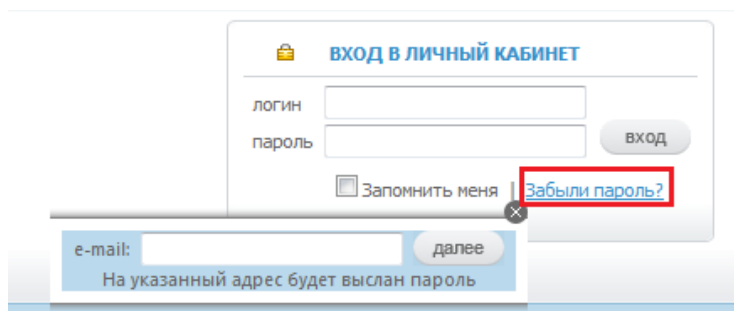 ВХОД В ЛИЧНЫЙ КАБИНЕТ
логин
пароль
вход
Запомнить меня | Забыли пароль?
e-mail:
далее
На указанный адрес будет выслан пароль